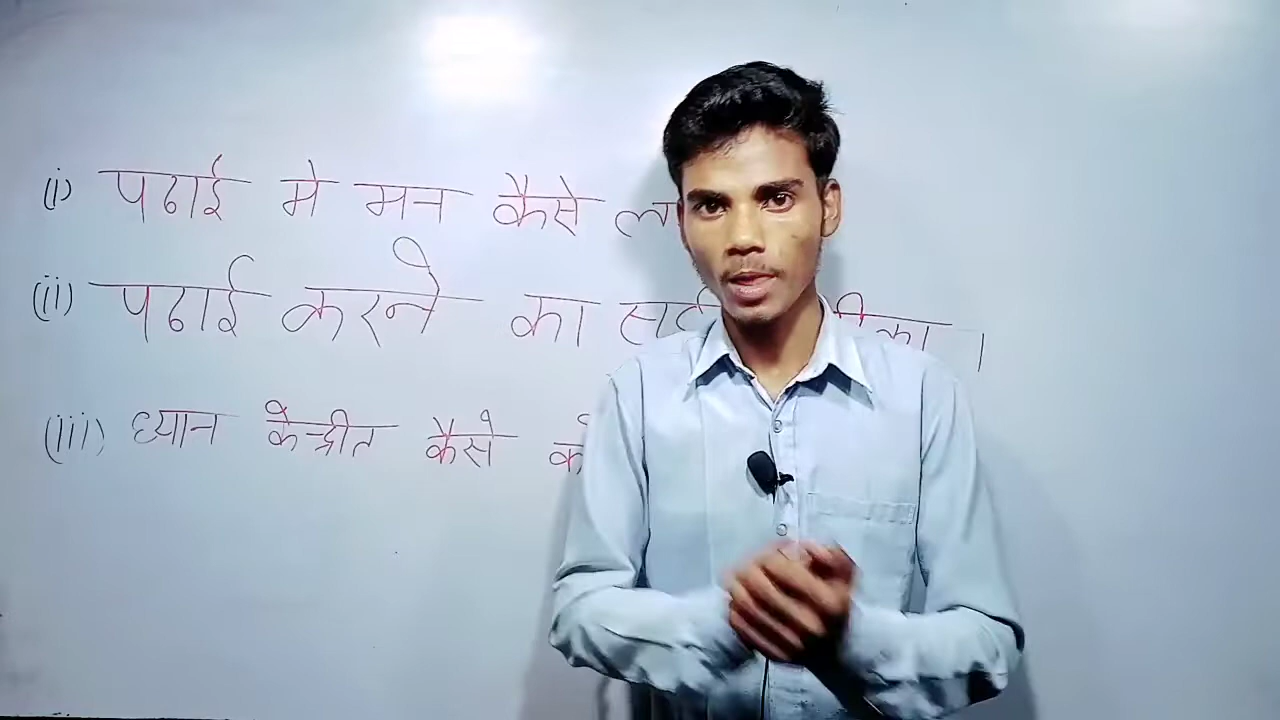 (i) पढाई मे मन कैसे ल
(ii) पढाई करने का का ।
(iii) ध्यान केन्द्रीत कैसे